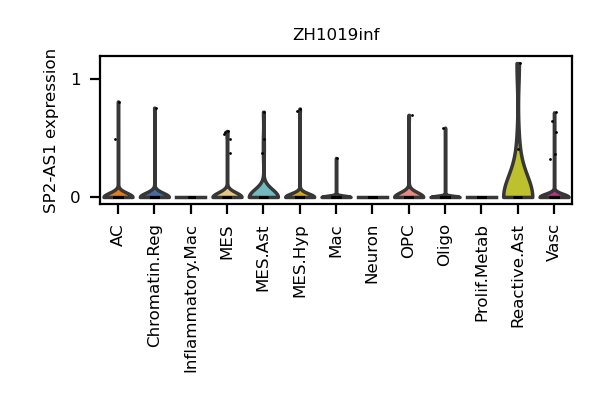 ZH1019inf
SP2-AS1 expression
1
0
AC
Chromatin.Reg
Inflammatory.Mac
MES
MES.Ast
MES.Hyp
Mac
Neuron
OPC
Oligo
Prolif.Metab
Reactive.Ast
Vasc